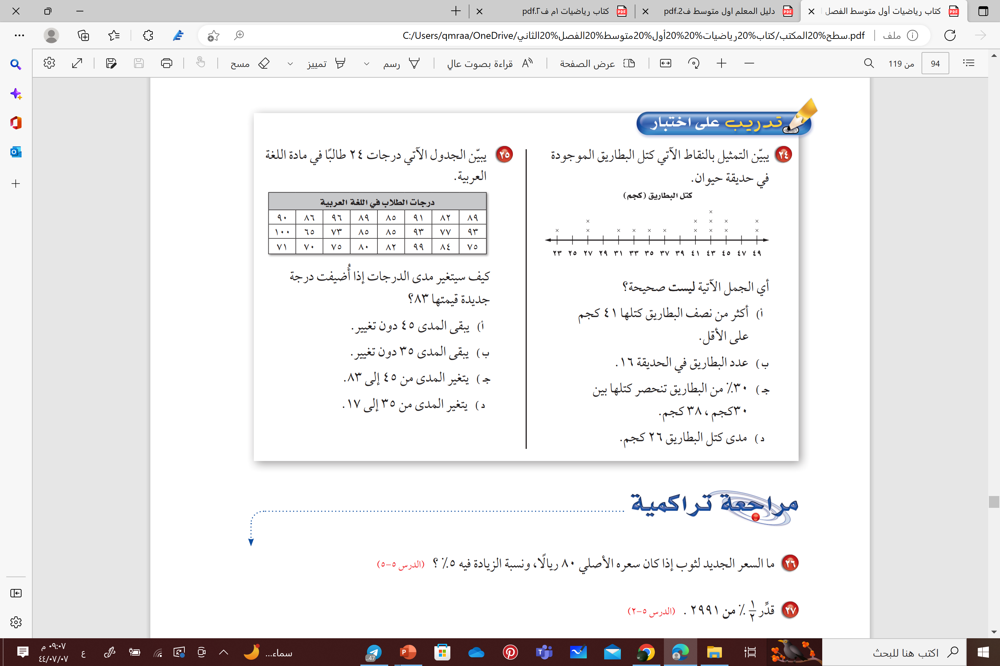 كتاب رياضيات أول متوسط الفصل
دليل المعلم اول متوسط ف2.pdf
كتاب رياضيات ١م ف٢.pdf
ملف
C:/Users/qmraa/OneDrive/سطح%20المكتب/كتاب%20رياضيات%20%20أول%20متوسط%20الفصل%20الثاني.pdf
94
من 119
عرض الصفحة
قراءة بصوت عالٍ
رسم
تمييز
مسح
تدريب على اختبار
٢٤ يبيّن التمثيل بالنقاط الآتي كتل البطاريق الموجودة
في حديقة حيوان.
كتل البطاريق (كجم)
٢٣ ٢٥ ٢٧ ٢٩ ٣١ ٣٣ ٣٥ ٣٧ ٣٩ ٤١ ٤٣ ٤٥ ٤٧ ٤٩
أي الجمل الآتية ليست صحيحة؟
أ) أكثر من نصف البطاريق كتلها ٤١ كجم
على الأقل.
ب) عدد البطاريق في الحديقة ١٦.
جـ) ٣٠٪ من البطاريق تنحصر كتلها بين
٣٠كجم ، ٣٨ كجم.
د) مدى كتل البطاريق ٢٦ كجم.
٢٥ يبيّن الجدول الآتي درجات ٢٤ طالبًا في مادة اللغة
العربية.
درجات الطلاب في اللغة العربية
٨٩ ٨٢ ٩١ ٨٥ ٨٩ ٩٦ ٨٦ ٩٠
٩٣ ٧٧ ٩٣ ٨٥ ٨٥ ٧٣ ٦٥ ١٠٠
٧٥ ٨٤ ٩٩ ٨٢ ٨٠ ٧٥ ٧٠ ٧١
كيف سيتغير مدى الدرجات إذا أُضيفت درجة
جديدة قيمتها ٨٣؟
أ) يبقى المدى ٤٥ دون تغيير.
ب) يبقى المدى ٣٥ دون تغيير.
جـ) يتغير المدى من ٤٥ إلى ٨٣.
د) يتغير المدى من ٣٥ إلى ١٧.
مراجعة تراكمية
٢٦ ما السعر الجديد لثوب إذا كان سعره الأصلي ٨٠ ريالًا، ونسبة الزيادة فيه ٥٪ ؟ (الدرس ٥–٥)
٢٧ قدِّر ١/٢ ٪ من ٢٩٩١ . (الدرس ٥–٢)
اكتب هنا للبحث
47..
سماء...
ع
٠٩:٠٧ م
٤٤/٠٧/٠٧